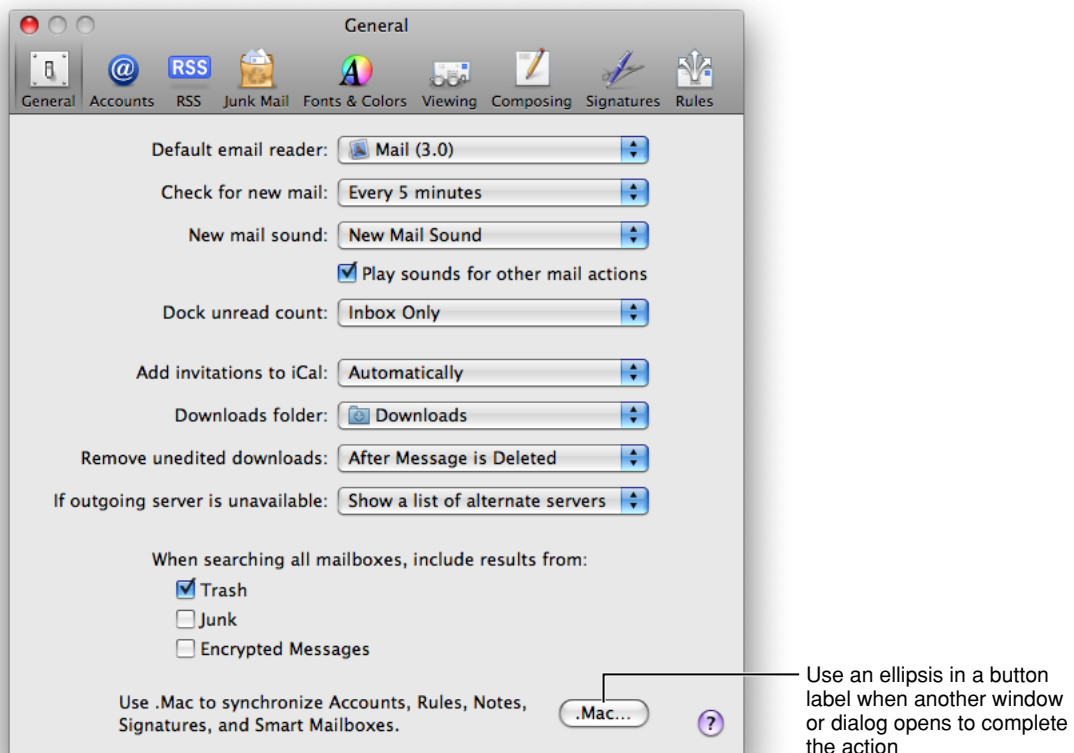 General
General Accounts RSS Junk Mail Fonts & Colors Viewing Composing Signatures Rules
RSS
Default email reader: Mail (3.0)
Check for new mail: Every 5 minutes
New mail sound: New Mail Sound
Play sounds for other mail actions
Dock unread count: Inbox Only
Add invitations to iCal: Automatically
Downloads folder: Downloads
Remove unedited downloads: After Message is Deleted
If outgoing server is unavailable: Show a list of alternate servers
When searching all mailboxes, include results from:
Trash
Junk
Encrypted Messages
Use .Mac to synchronize Accounts, Rules, Notes,
Signatures, and Smart Mailboxes.
.Mac...
?
Use an ellipsis in a button
label when another window
or dialog opens to complete
the action